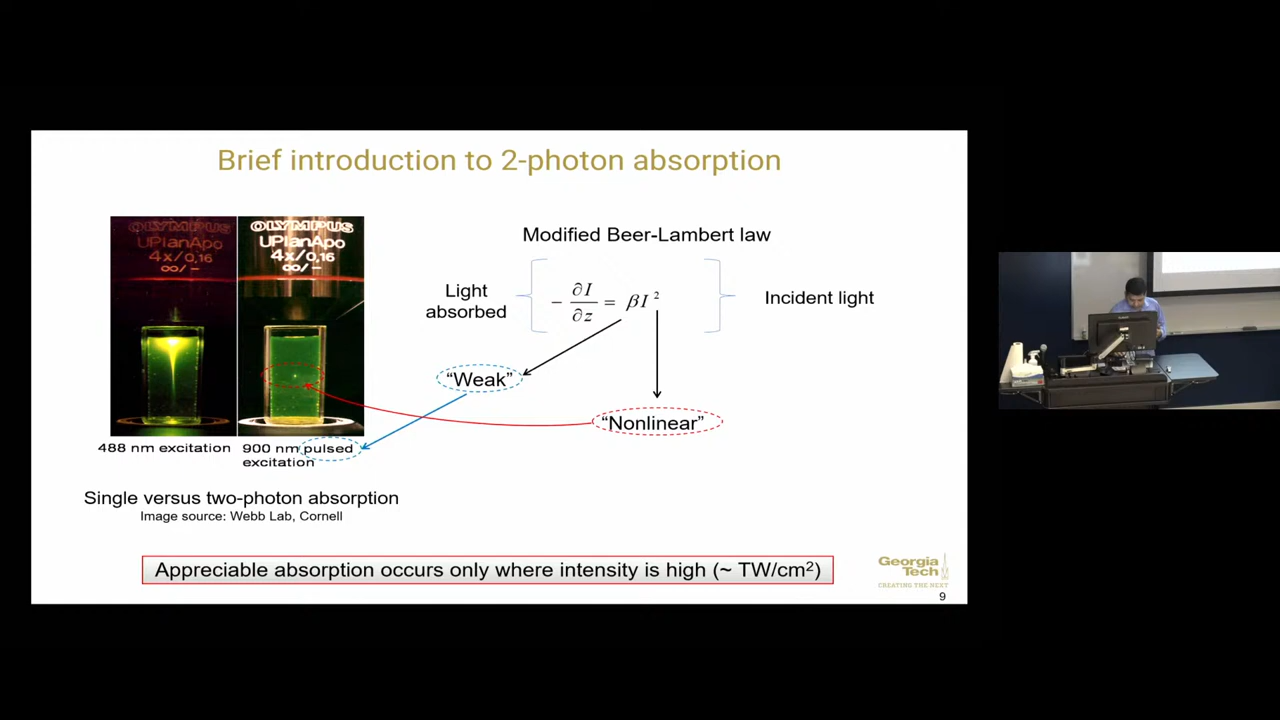 Brief introduction to 2-photon absorption
OLYMPUS
UPlanApo
4x/0,16
∞/-
OLYMPUS
UPlanApo
4x/0,16
∞/-
488 nm excitation
900 nm pulsed
excitation
Single versus two-photon absorption
Image source: Webb Lab, Cornell
Modified Beer-Lambert law
Light
absorbed
− ∂I/∂z = βI²
Incident light
“Weak”
“Nonlinear”
Appreciable absorption occurs only where intensity is high (~ TW/cm²)
Georgia
Tech
CREATING THE NEXT
9